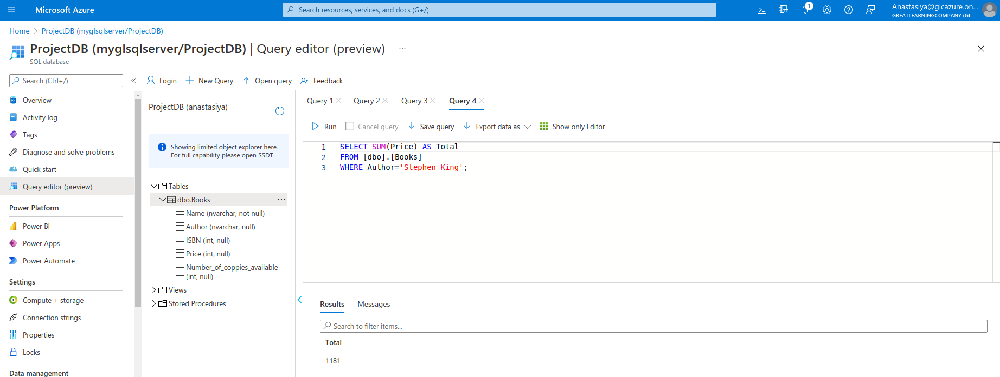 Microsoft Azure
Search resources, services, and docs (G+/)
1
Anastasiya@glcazure.on...
GREATLEARNINGCOMPANY (GL...
Home > ProjectDB (myglsqlserver/ProjectDB)
ProjectDB (myglsqlserver/ProjectDB) | Query editor (preview) ...
SQL database
Search (Ctrl+/)
«
Overview
Activity log
Tags
Diagnose and solve problems
Quick start
Query editor (preview)
Power Platform
Power BI
Power Apps
Power Automate
Settings
Compute + storage
Connection strings
Properties
Locks
Data management
Login
New Query
Open query
Feedback
ProjectDB (anastasiya)
Showing limited object explorer here.
For full capability please open SSDT.
Tables
dbo.Books ...
Name (nvarchar, not null)
Author (nvarchar, null)
ISBN (int, null)
Price (int, null)
Number_of_coppies_available
(int, null)
Views
Stored Procedures
Query 1
Query 2
Query 3
Query 4
Run
Cancel query
Save query
Export data as
Show only Editor
1 SELECT SUM(Price) AS Total
2 FROM [dbo].[Books]
3 WHERE Author='Stephen King';
Results
Messages
Search to filter items...
Total
1181